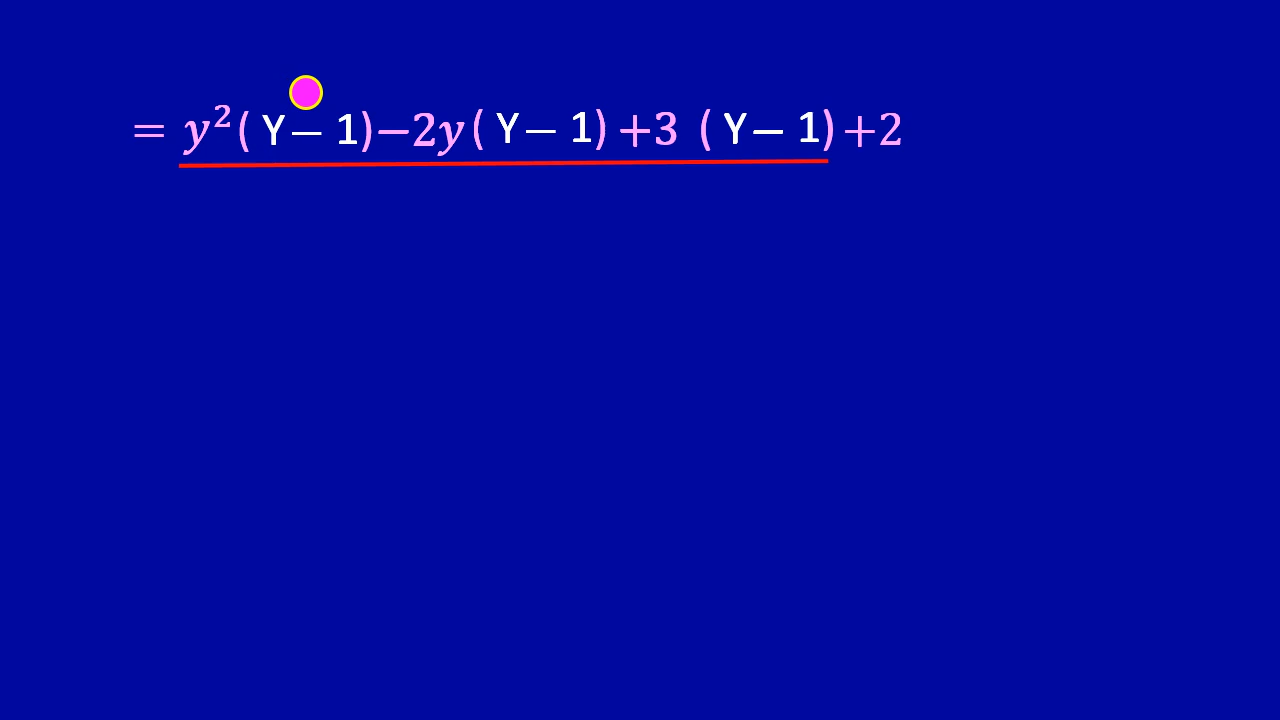 = y²( Y− 1)−2y( Y− 1) +3 ( Y− 1)+2